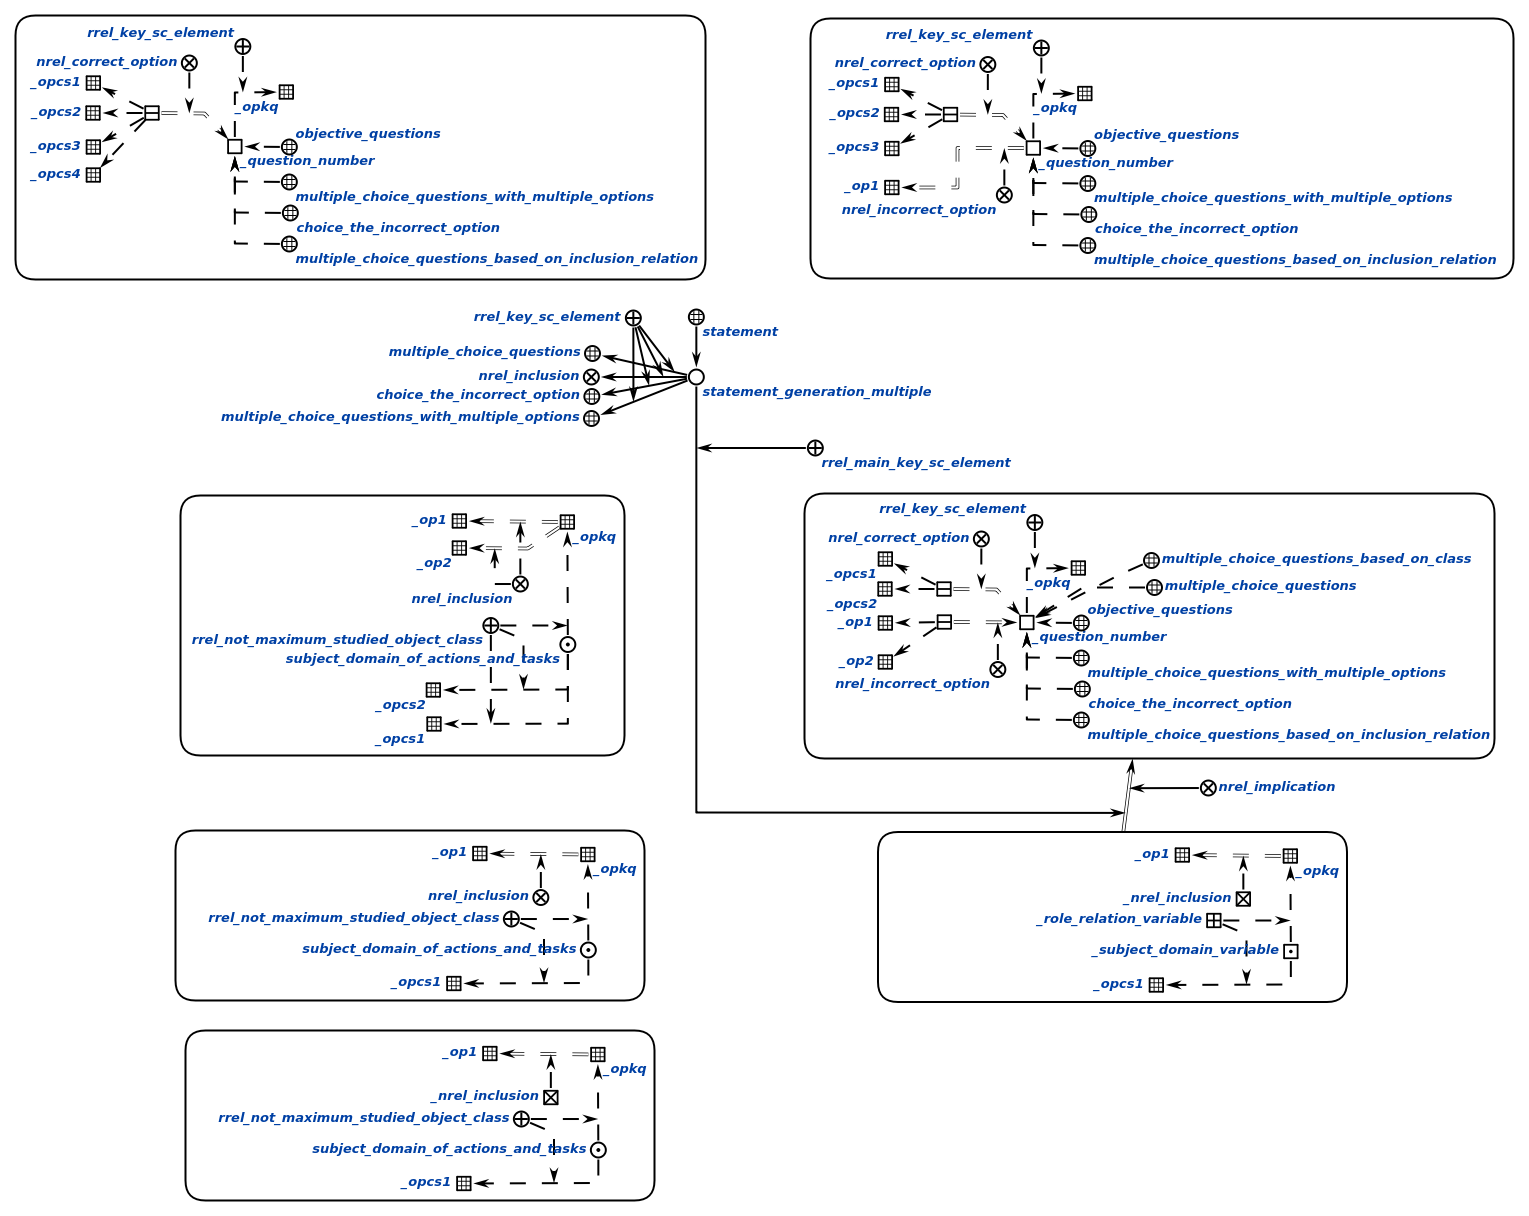 rrel_key_sc_element
nrel_correct_option
_opcs1
_opkq
_opcs2
objective_questions
_opcs3
_question_number
_opcs4
multiple_choice_questions_with_multiple_options
choice_the_incorrect_option
multiple_choice_questions_based_on_inclusion_relation
rrel_key_sc_element
nrel_correct_option
_opcs1
_opkq
_opcs2
objective_questions
_opcs3
_question_number
_op1
multiple_choice_questions_with_multiple_options
nrel_incorrect_option
choice_the_incorrect_option
multiple_choice_questions_based_on_inclusion_relation
rrel_key_sc_element
statement
multiple_choice_questions
nrel_inclusion
choice_the_incorrect_option
statement_generation_multiple
multiple_choice_questions_with_multiple_options
rrel_main_key_sc_element
_op1
_opkq
_op2
nrel_inclusion
rrel_not_maximum_studied_object_class
subject_domain_of_actions_and_tasks
_opcs2
_opcs1
rrel_key_sc_element
nrel_correct_option
multiple_choice_questions_based_on_class
_opcs1
_opkq
multiple_choice_questions
_opcs2
objective_questions
_op1
_question_number
_op2
multiple_choice_questions_with_multiple_options
nrel_incorrect_option
choice_the_incorrect_option
multiple_choice_questions_based_on_inclusion_relation
nrel_implication
_op1
_opkq
nrel_inclusion
rrel_not_maximum_studied_object_class
subject_domain_of_actions_and_tasks
_opcs1
_op1
_opkq
_nrel_inclusion
_role_relation_variable
_subject_domain_variable
_opcs1
_op1
_opkq
_nrel_inclusion
rrel_not_maximum_studied_object_class
subject_domain_of_actions_and_tasks
_opcs1